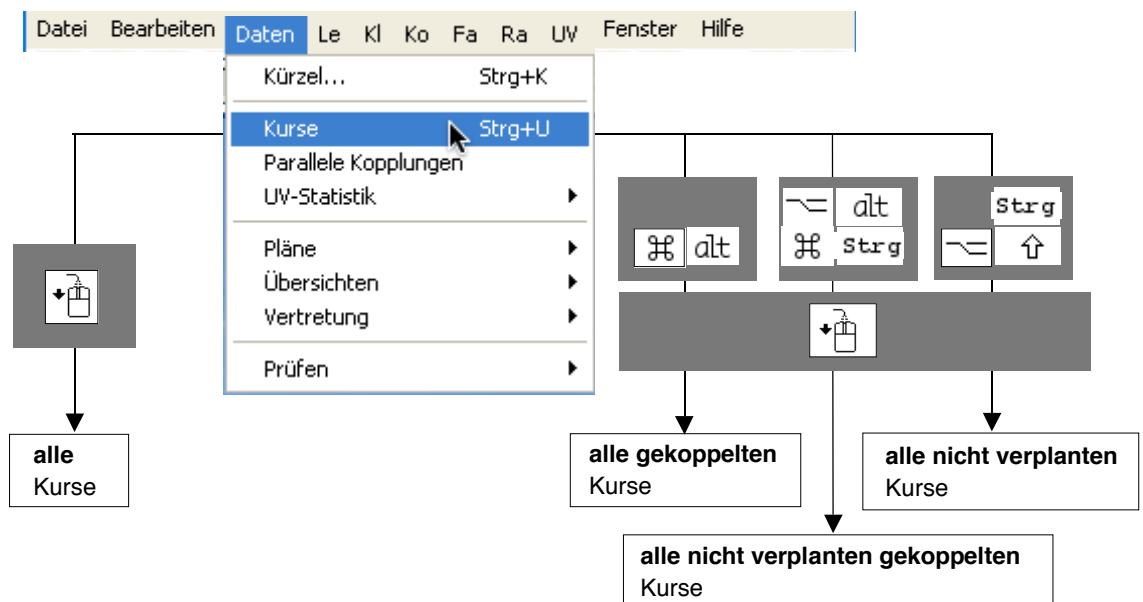 Datei Bearbeiten Daten Le Kl Ko Fa Ra UV Fenster Hilfe
Kürzel... Strg+K
Kurse Strg+U
Parallele Kopplungen
UV-Statistik
Pläne
Übersichten
Vertretung
Prüfen
⌘ alt
⌥ alt
⌘ Strg
Strg
⌥ ⇧
alle
Kurse
alle gekoppelten
Kurse
alle nicht verplanten
Kurse
alle nicht verplanten gekoppelten
Kurse